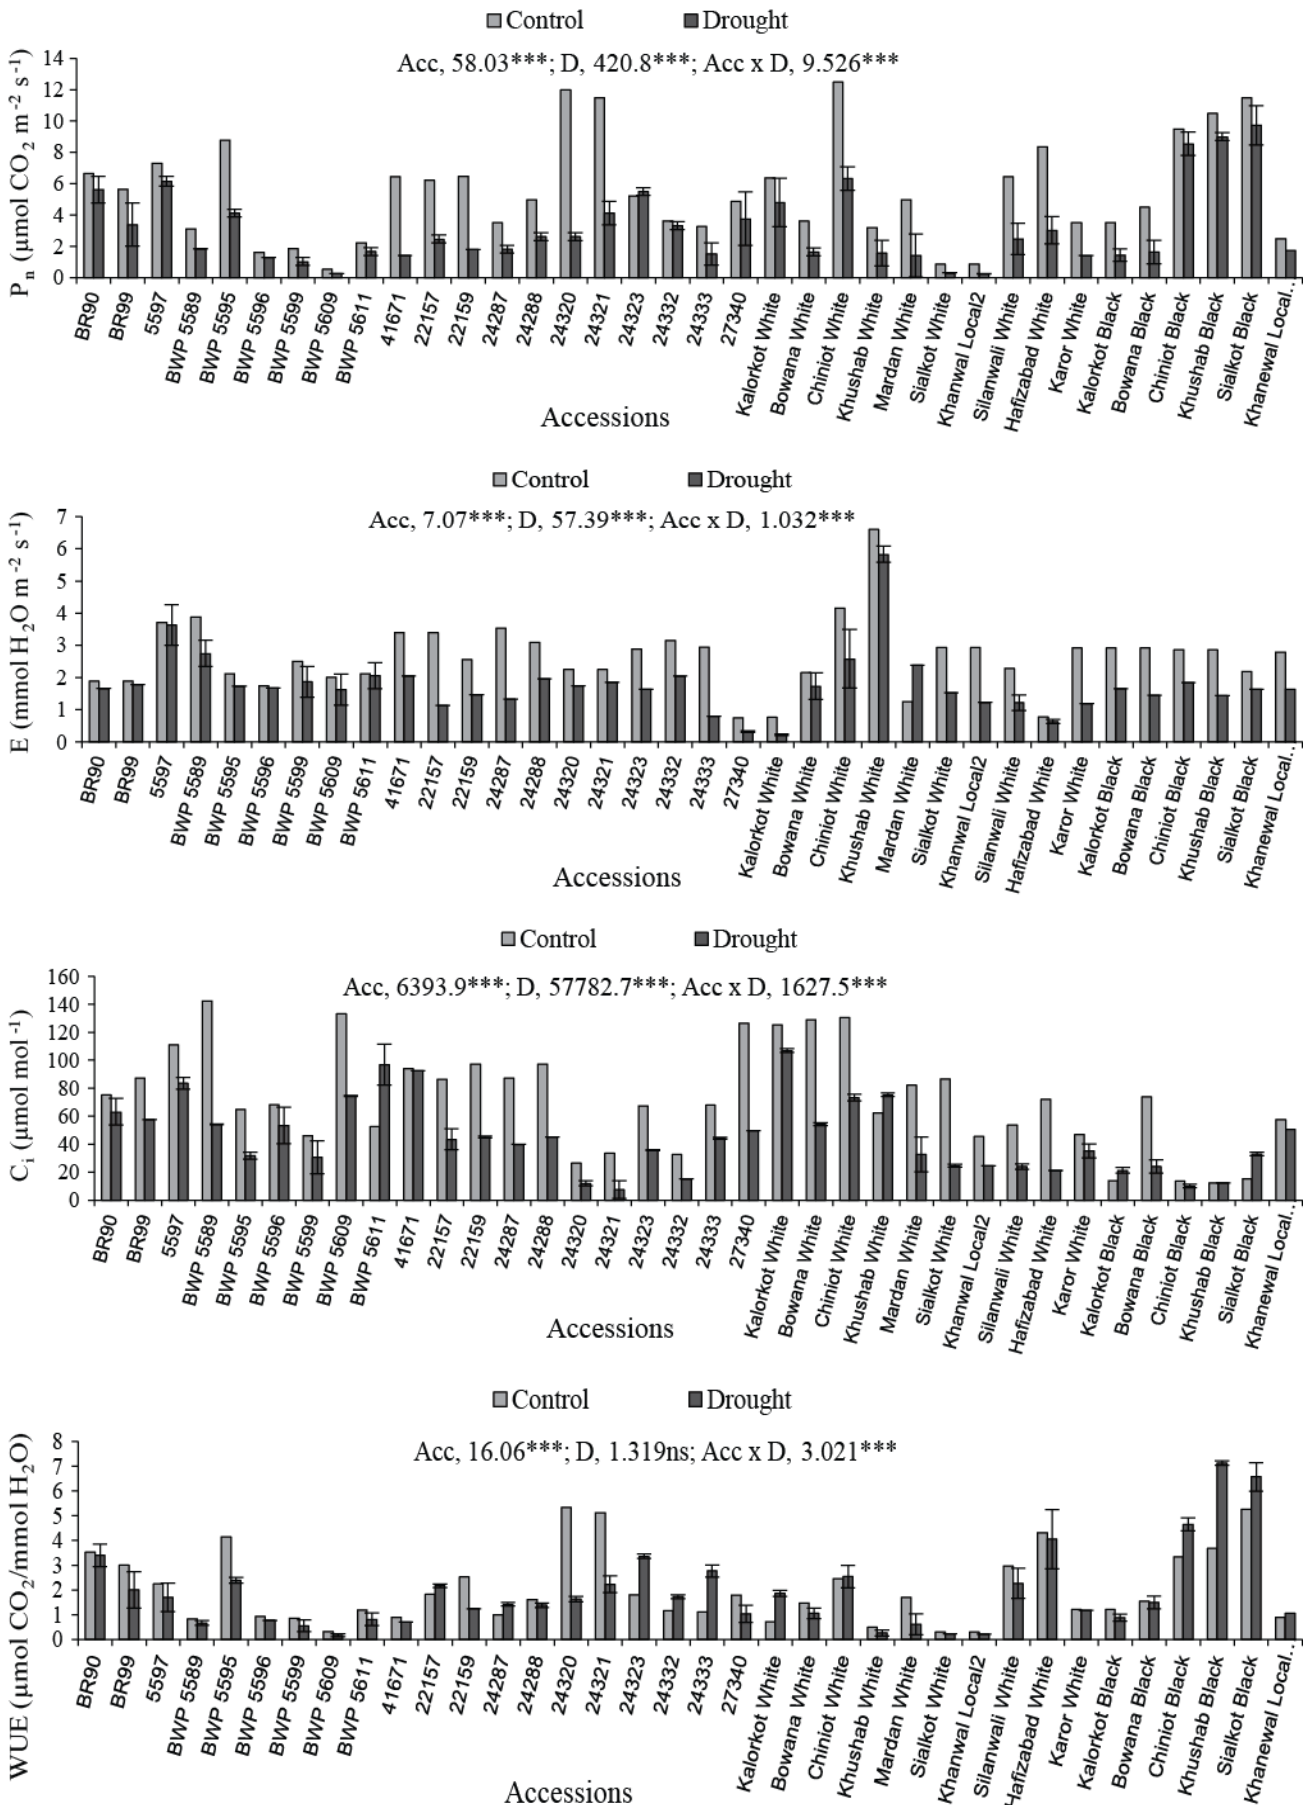 Control Drought
Acc, 58.03***; D, 420.8***; Acc x D, 9.526***
Pn (µmol CO2 m-2 s-1)
14
12
10
8
6
4
2
0
BR90 BR99 5597 BWP 5589 BWP 5595 BWP 5596 BWP 5599 BWP 5609 BWP 5611 41671 22157 22159 24287 24288 24320 24321 24323 24332 24333 27340 Kalorkot White Bowana White Chiniot White Khushab White Mardan White Sialkot White Khanwal Local2 Silanwali White Hafizabad White Karor White Kalorkot Black Bowana Black Chiniot Black Khushab Black Sialkot Black Khanewal Local..
Accessions
Control Drought
Acc, 7.07***; D, 57.39***; Acc x D, 1.032***
E (mmol H2O m-2 s-1)
7
6
5
4
3
2
1
0
BR90 BR99 5597 BWP 5589 BWP 5595 BWP 5596 BWP 5599 BWP 5609 BWP 5611 41671 22157 22159 24287 24288 24320 24321 24323 24332 24333 27340 Kalorkot White Bowana White Chiniot White Khushab White Mardan White Sialkot White Khanwal Local2 Silanwali White Hafizabad White Karor White Kalorkot Black Bowana Black Chiniot Black Khushab Black Sialkot Black Khanewal Local..
Accessions
Control Drought
Acc, 6393.9***; D, 57782.7***; Acc x D, 1627.5***
Ci (µmol mol-1)
160
140
120
100
80
60
40
20
0
BR90 BR99 5597 BWP 5589 BWP 5595 BWP 5596 BWP 5599 BWP 5609 BWP 5611 41671 22157 22159 24287 24288 24320 24321 24323 24332 24333 27340 Kalorkot White Bowana White Chiniot White Khushab White Mardan White Sialkot White Khanwal Local2 Silanwali White Hafizabad White Karor White Kalorkot Black Bowana Black Chiniot Black Khushab Black Sialkot Black Khanewal Local..
Accessions
Control Drought
Acc, 16.06***; D, 1.319ns; Acc x D, 3.021***
WUE (µmol CO2/mmol H2O)
8
7
6
5
4
3
2
1
0
BR90 BR99 5597 BWP 5589 BWP 5595 BWP 5596 BWP 5599 BWP 5609 BWP 5611 41671 22157 22159 24287 24288 24320 24321 24323 24332 24333 27340 Kalorkot White Bowana White Chiniot White Khushab White Mardan White Sialkot White Khanwal Local2 Silanwali White Hafizabad White Karor White Kalorkot Black Bowana Black Chiniot Black Khushab Black Sialkot Black Khanewal Local..
Accessions